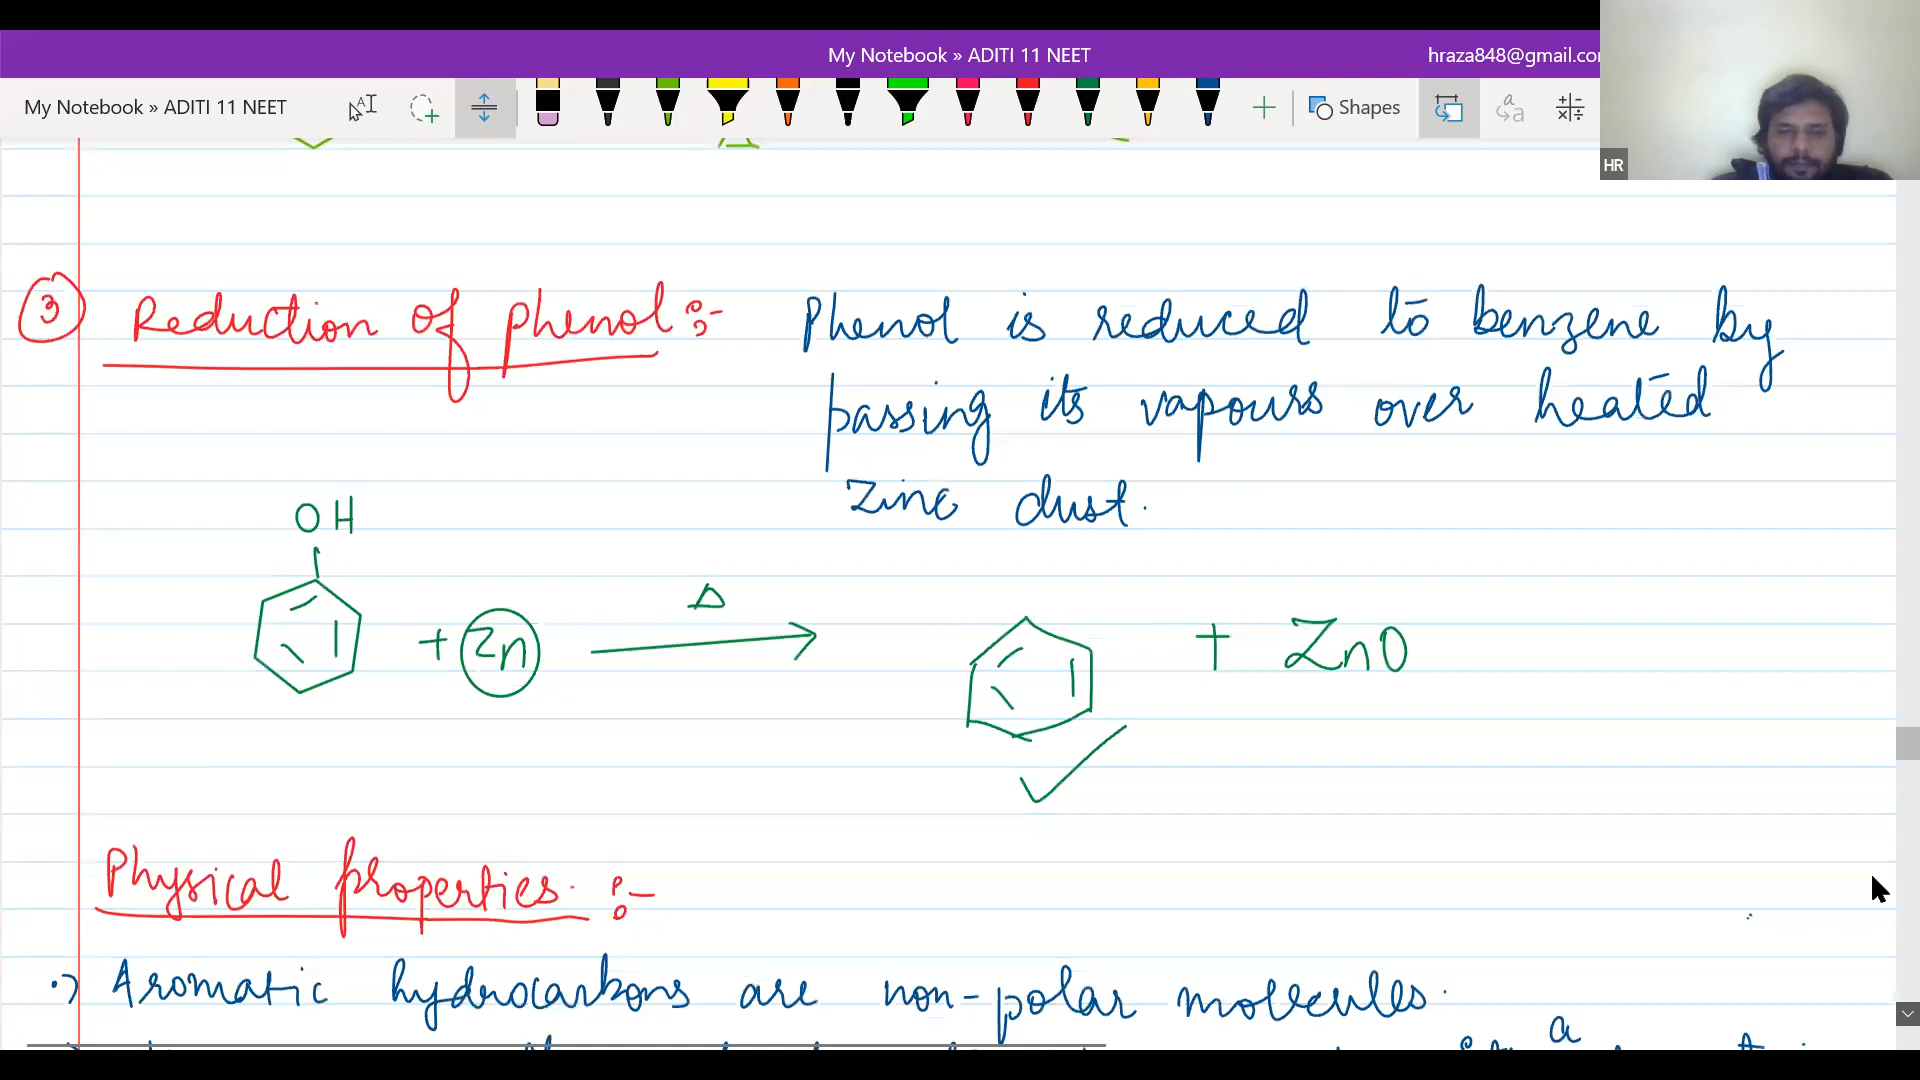 My Notebook » ADITI 11 NEET
hraza848@gmail.co
My Notebook » ADITI 11 NEET
Shapes
HR
3 Reduction of phenol :- Phenol is reduced to benzene by
passing its vapours over heated
zinc dust.
OH
+ Zn Δ → + ZnO
Physical properties :-
Aromatic hydrocarbons are non-polar molecules.
a